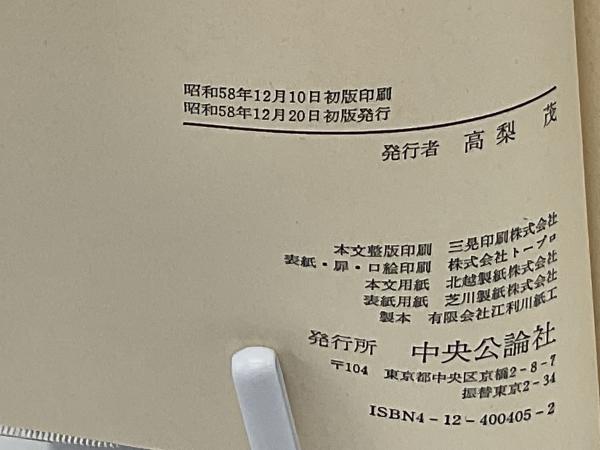 昭和58年12月10日初版印刷
昭和58年12月20日初版発行
発行者 高梨 茂
本文整版印刷 三晃印刷株式会社
表紙・扉・口絵印刷 株式会社トープロ
本文用紙 北越製紙株式会社
表紙用紙 芝川製紙株式会社
製本 有限会社江利川紙工
発行所 中央公論社
〒104 東京都中央区京橋2-8-7
振替東京2-34
ISBN4-12-400405-2